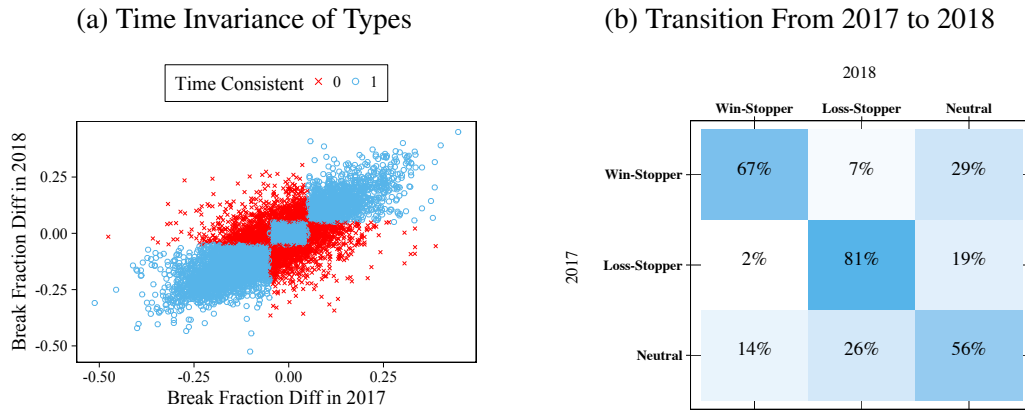 (a) Time Invariance of Types
Time Consistent × 0 ○ 1
Break Fraction Diff in 2018
0.25
0.00
-0.25
-0.50
-0.50
-0.25
0.00
0.25
Break Fraction Diff in 2017
(b) Transition From 2017 to 2018
2018
Win-Stopper Loss-Stopper Neutral
2017
Win-Stopper 67% 7% 29%
Loss-Stopper 2% 81% 19%
Neutral 14% 26% 56%